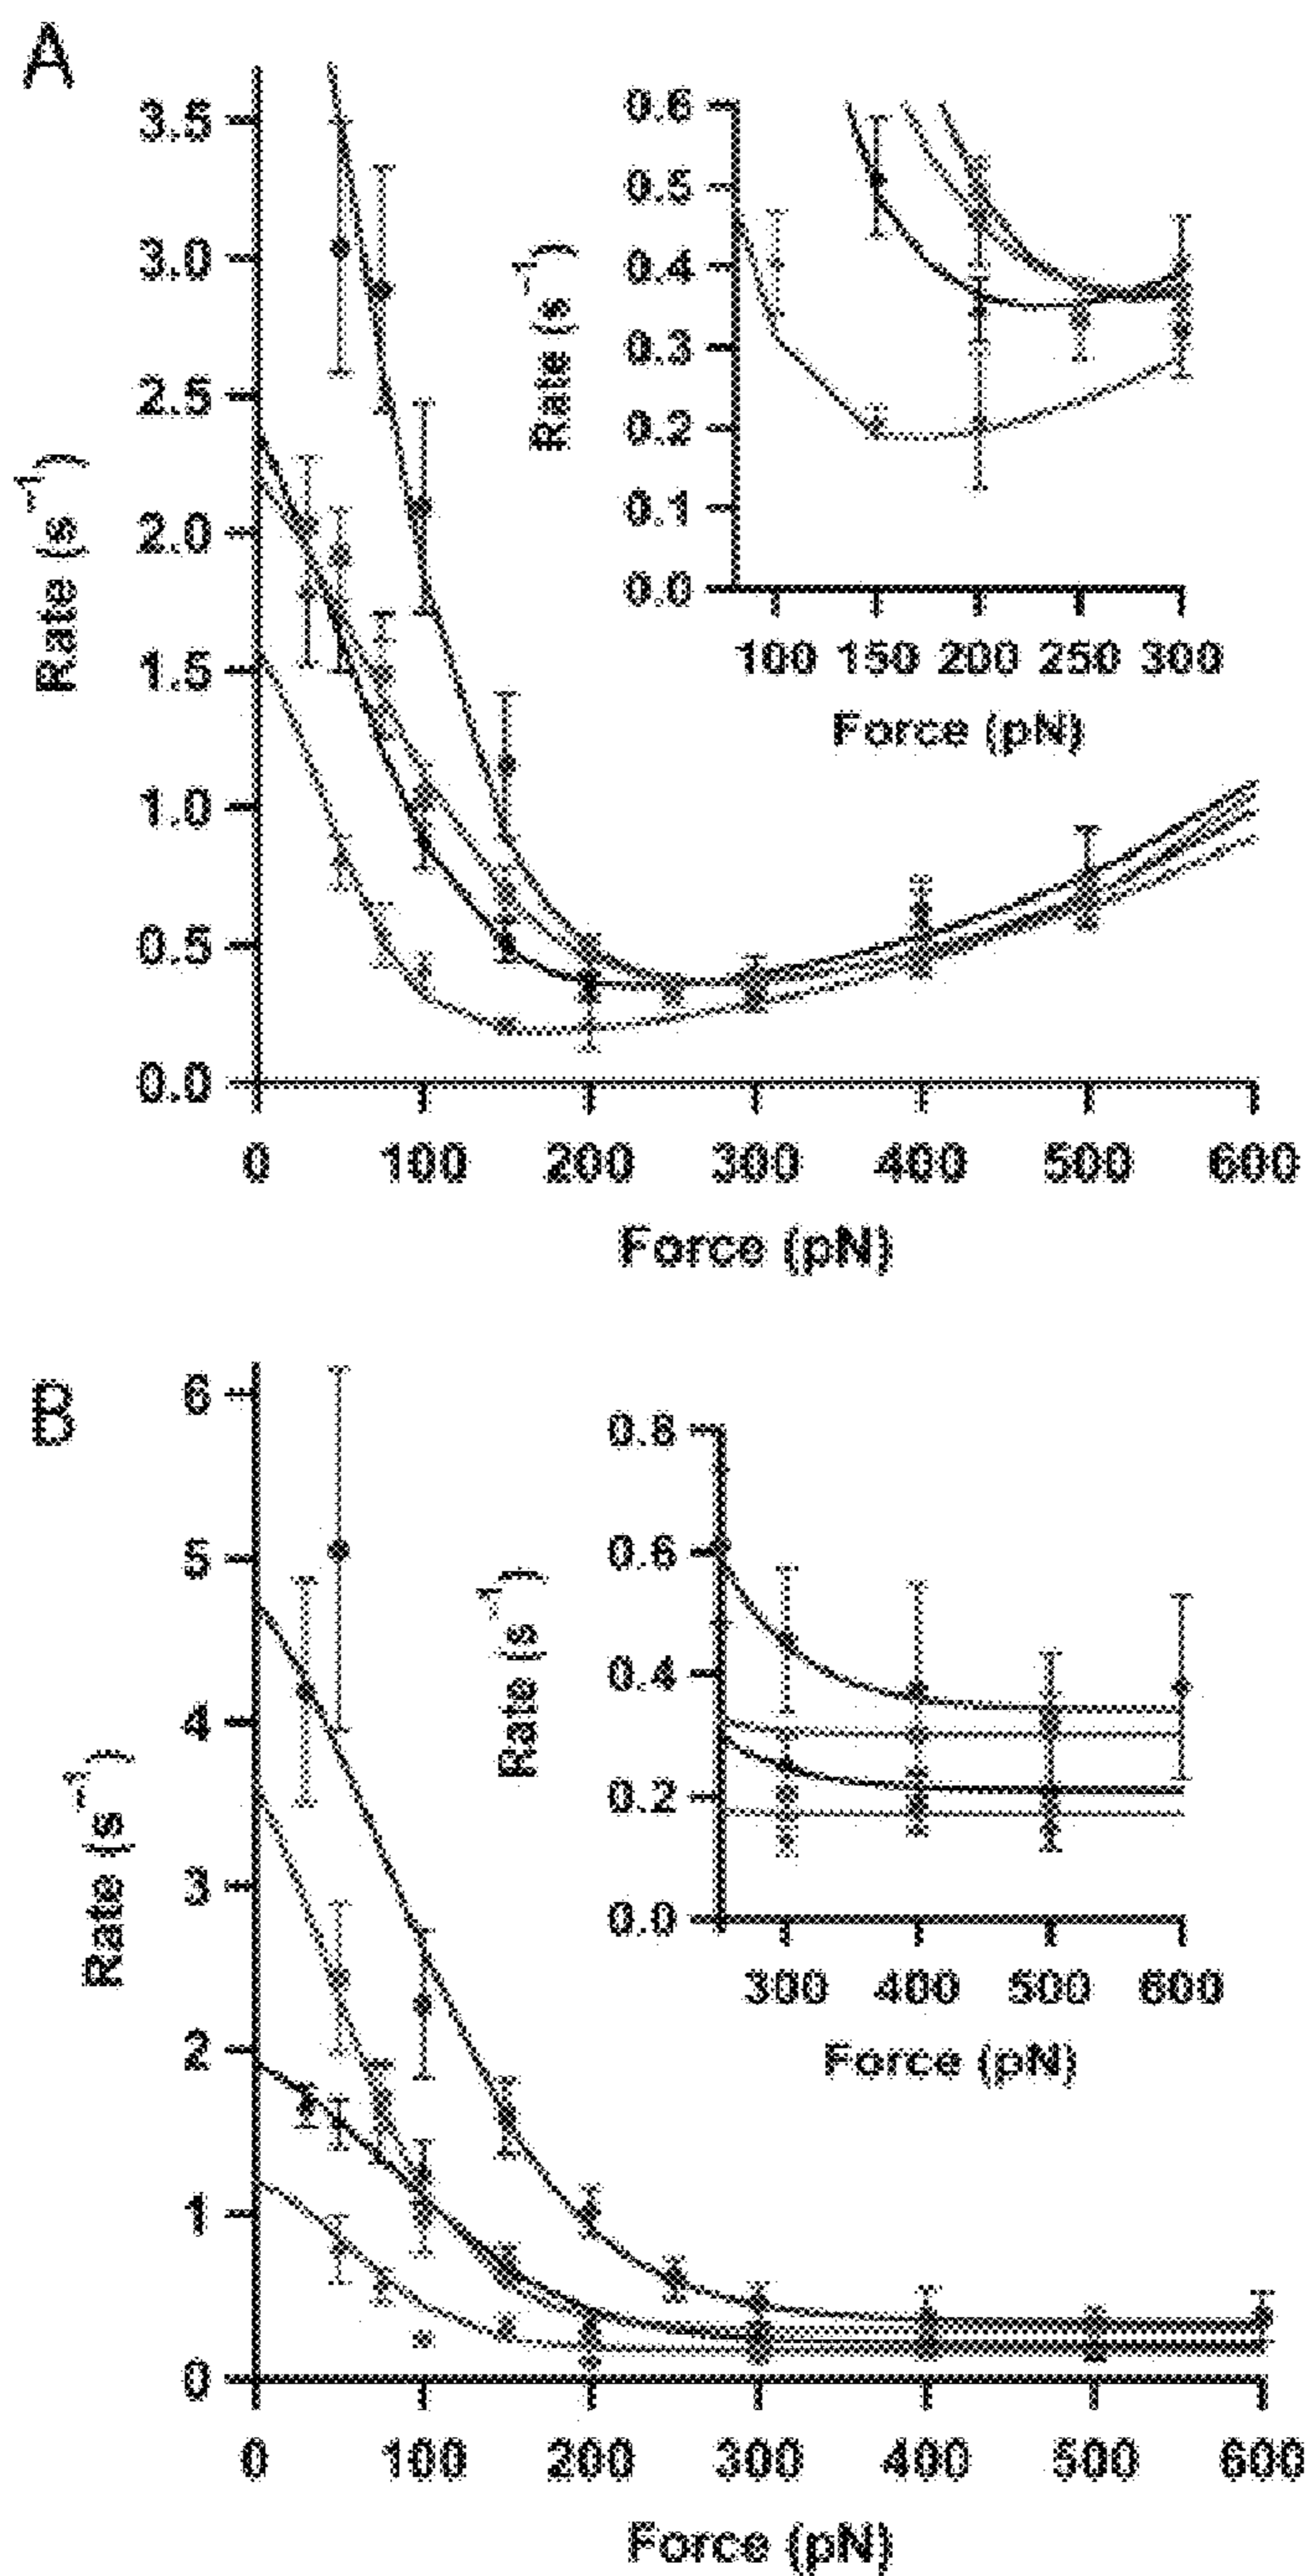 A
3.5
3.0
2.5
2.0
1.5
1.0
0.5
0.0
Rate (s⁻¹)
0 100 200 300 400 500 600
Force (pN)
0.6
0.5
0.4
0.3
0.2
0.1
0.0
Rate (s⁻¹)
100 150 200 250 300
Force (pN)
B
6
5
4
3
2
1
0
Rate (s⁻¹)
0 100 200 300 400 500 600
Force (pN)
0.8
0.6
0.4
0.2
0.0
Rate (s⁻¹)
300 400 500 600
Force (pN)